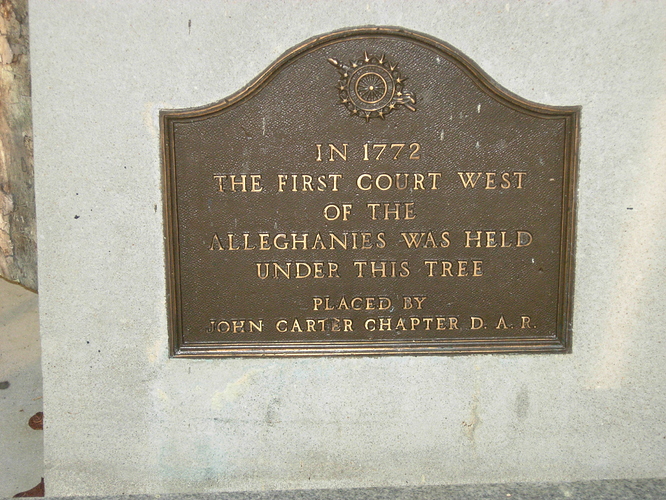 IN 1772
THE FIRST COURT WEST
OF THE
ALLEGHANIES WAS HELD
UNDER THIS TREE
PLACED BY
JOHN CARTER CHAPTER D. A. R.